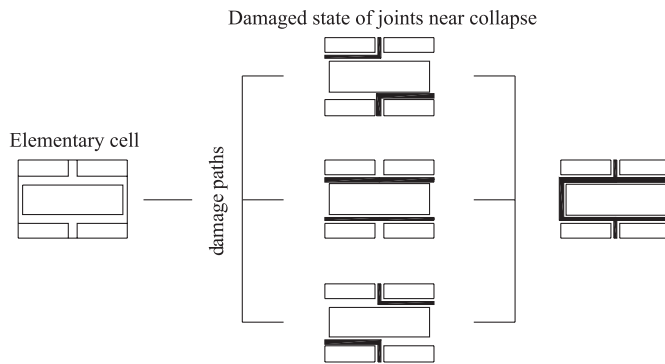 Damaged state of joints near collapse
Elementary cell
damage paths